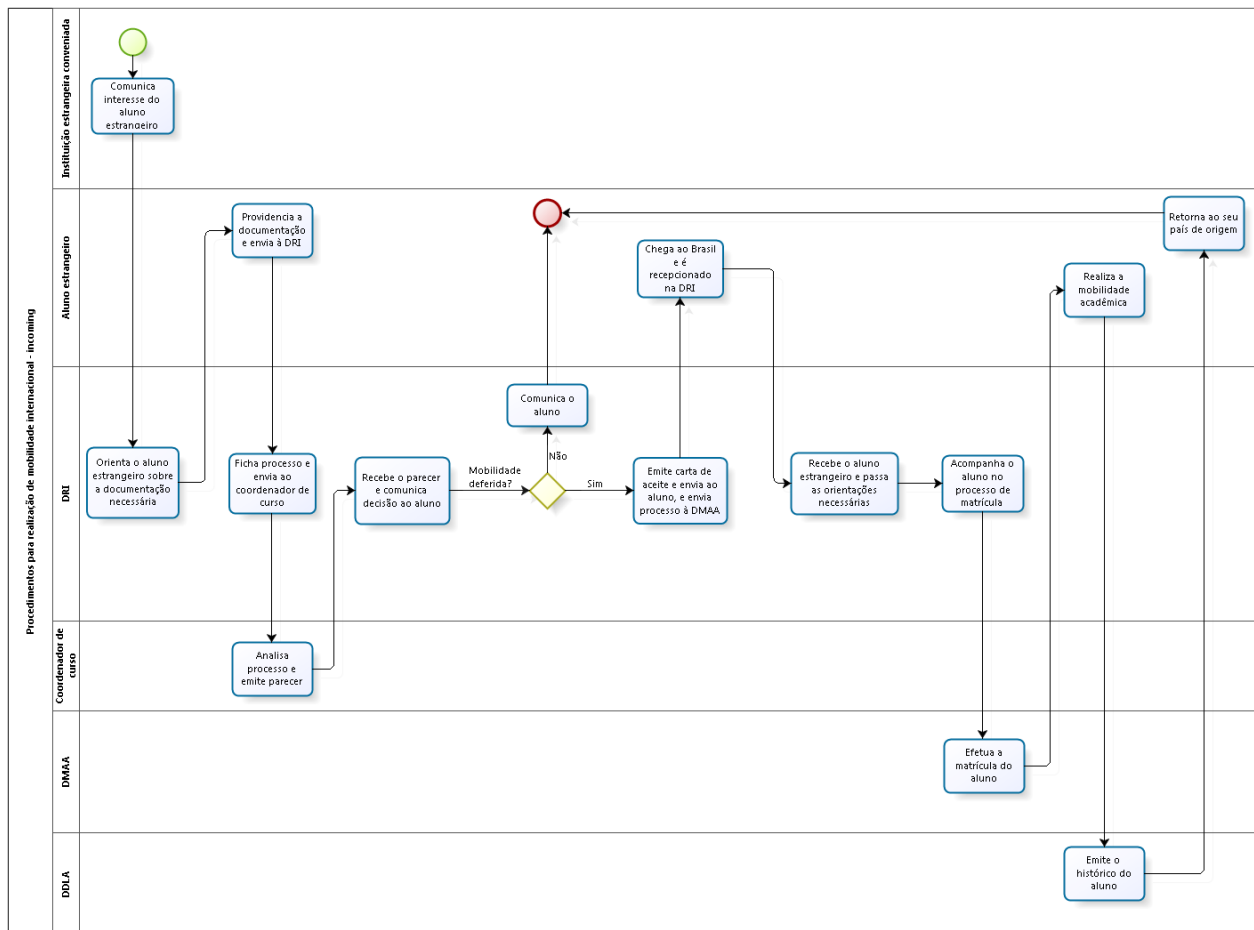 Procedimentos para realização de mobilidade internacional - incoming
Instituição estrangeira conveniada
Comunica
interesse do
aluno
estrangeiro
Aluno estrangeiro
Providencia a
documentação
e envia à DRI
Chega ao Brasil
e é
recepcionado
na DRI
Realiza a
mobilidade
acadêmica
Retorna ao seu
país de origem
DRI
Orienta o aluno
estrangeiro sobre
a documentação
necessária
Ficha processo e
envia ao
coordenador de
curso
Recebe o parecer
e comunica
decisão ao aluno
Mobilidade
deferida?
Não
Comunica o
aluno
Sim
Emite carta de
aceite e envia ao
aluno, e envia
processo à DMAA
Recebe o aluno
estrangeiro e passa
as orientações
necessárias
Acompanha o
aluno no
processo de
matrícula
Coordenador de
curso
Analisa
processo e
emite parecer
DMAA
Efetua a
matrícula do
aluno
DDLA
Emite o
histórico do
aluno